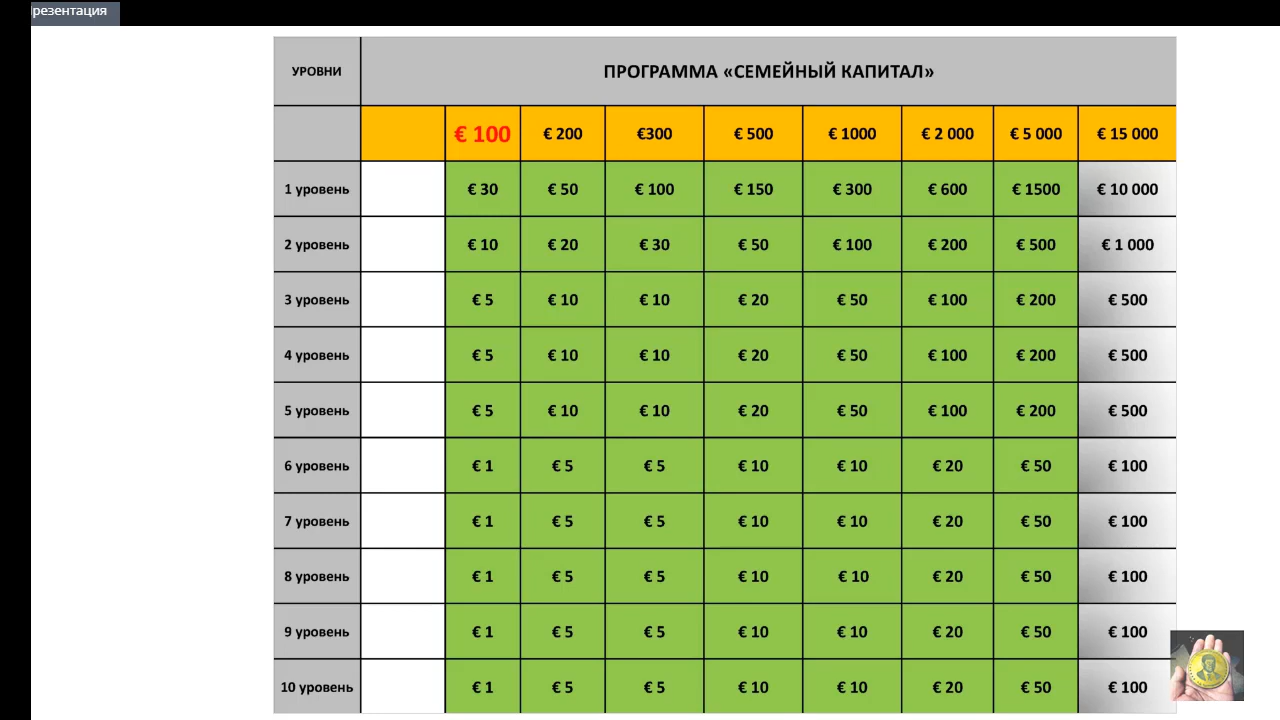 резентация
УРОВНИ ПРОГРАММА «СЕМЕЙНЫЙ КАПИТАЛ»
€ 100 € 200 €300 € 500 € 1000 € 2 000 € 5 000 € 15 000
1 уровень € 30 € 50 € 100 € 150 € 300 € 600 € 1500 € 10 000
2 уровень € 10 € 20 € 30 € 50 € 100 € 200 € 500 € 1 000
3 уровень € 5 € 10 € 10 € 20 € 50 € 100 € 200 € 500
4 уровень € 5 € 10 € 10 € 20 € 50 € 100 € 200 € 500
5 уровень € 5 € 10 € 10 € 20 € 50 € 100 € 200 € 500
6 уровень € 1 € 5 € 5 € 10 € 10 € 20 € 50 € 100
7 уровень € 1 € 5 € 5 € 10 € 10 € 20 € 50 € 100
8 уровень € 1 € 5 € 5 € 10 € 10 € 20 € 50 € 100
9 уровень € 1 € 5 € 5 € 10 € 10 € 20 € 50 € 100
10 уровень € 1 € 5 € 5 € 10 € 10 € 20 € 50 € 100